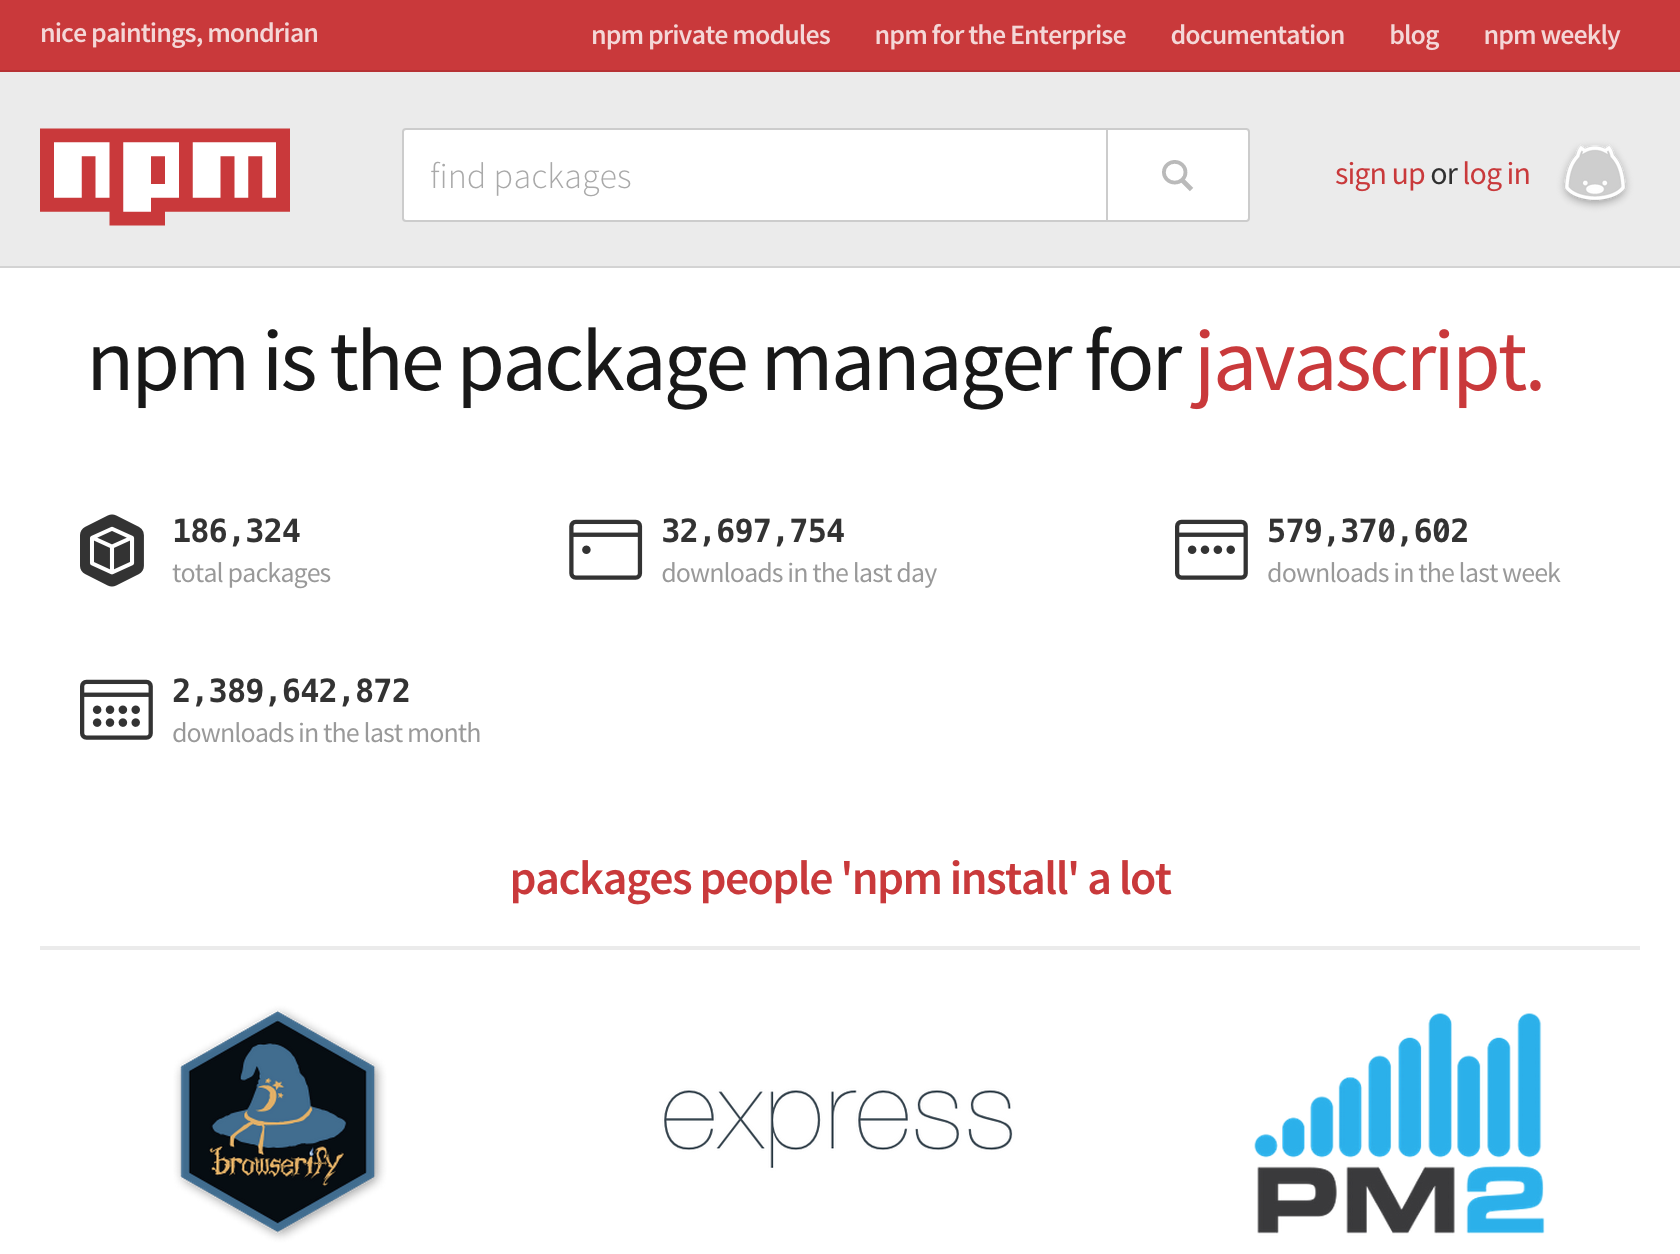 nice paintings, mondrian
npm private modules
npm for the Enterprise
documentation
blog
npm weekly
npm
find packages
sign up or log in
npm is the package manager for javascript.
186,324
total packages
32,697,754
downloads in the last day
579,370,602
downloads in the last week
2,389,642,872
downloads in the last month
packages people 'npm install' a lot
browserify
express
PM2